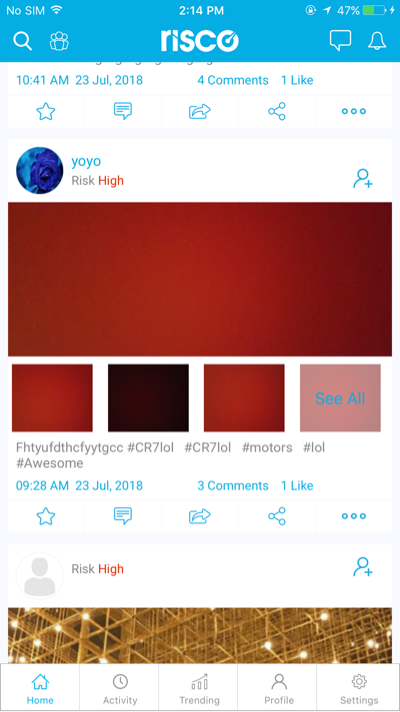 No SIM 2:14 PM 47%
risco
10:41 AM 23 Jul, 2018 4 Comments 1 Like
yoyo
Risk High
See All
Fhtyufdthcfyytgcc #CR7lol #CR7lol #motors #lol
#Awesome
09:28 AM 23 Jul, 2018 3 Comments 1 Like
Risk High
Home Activity Trending Profile Settings